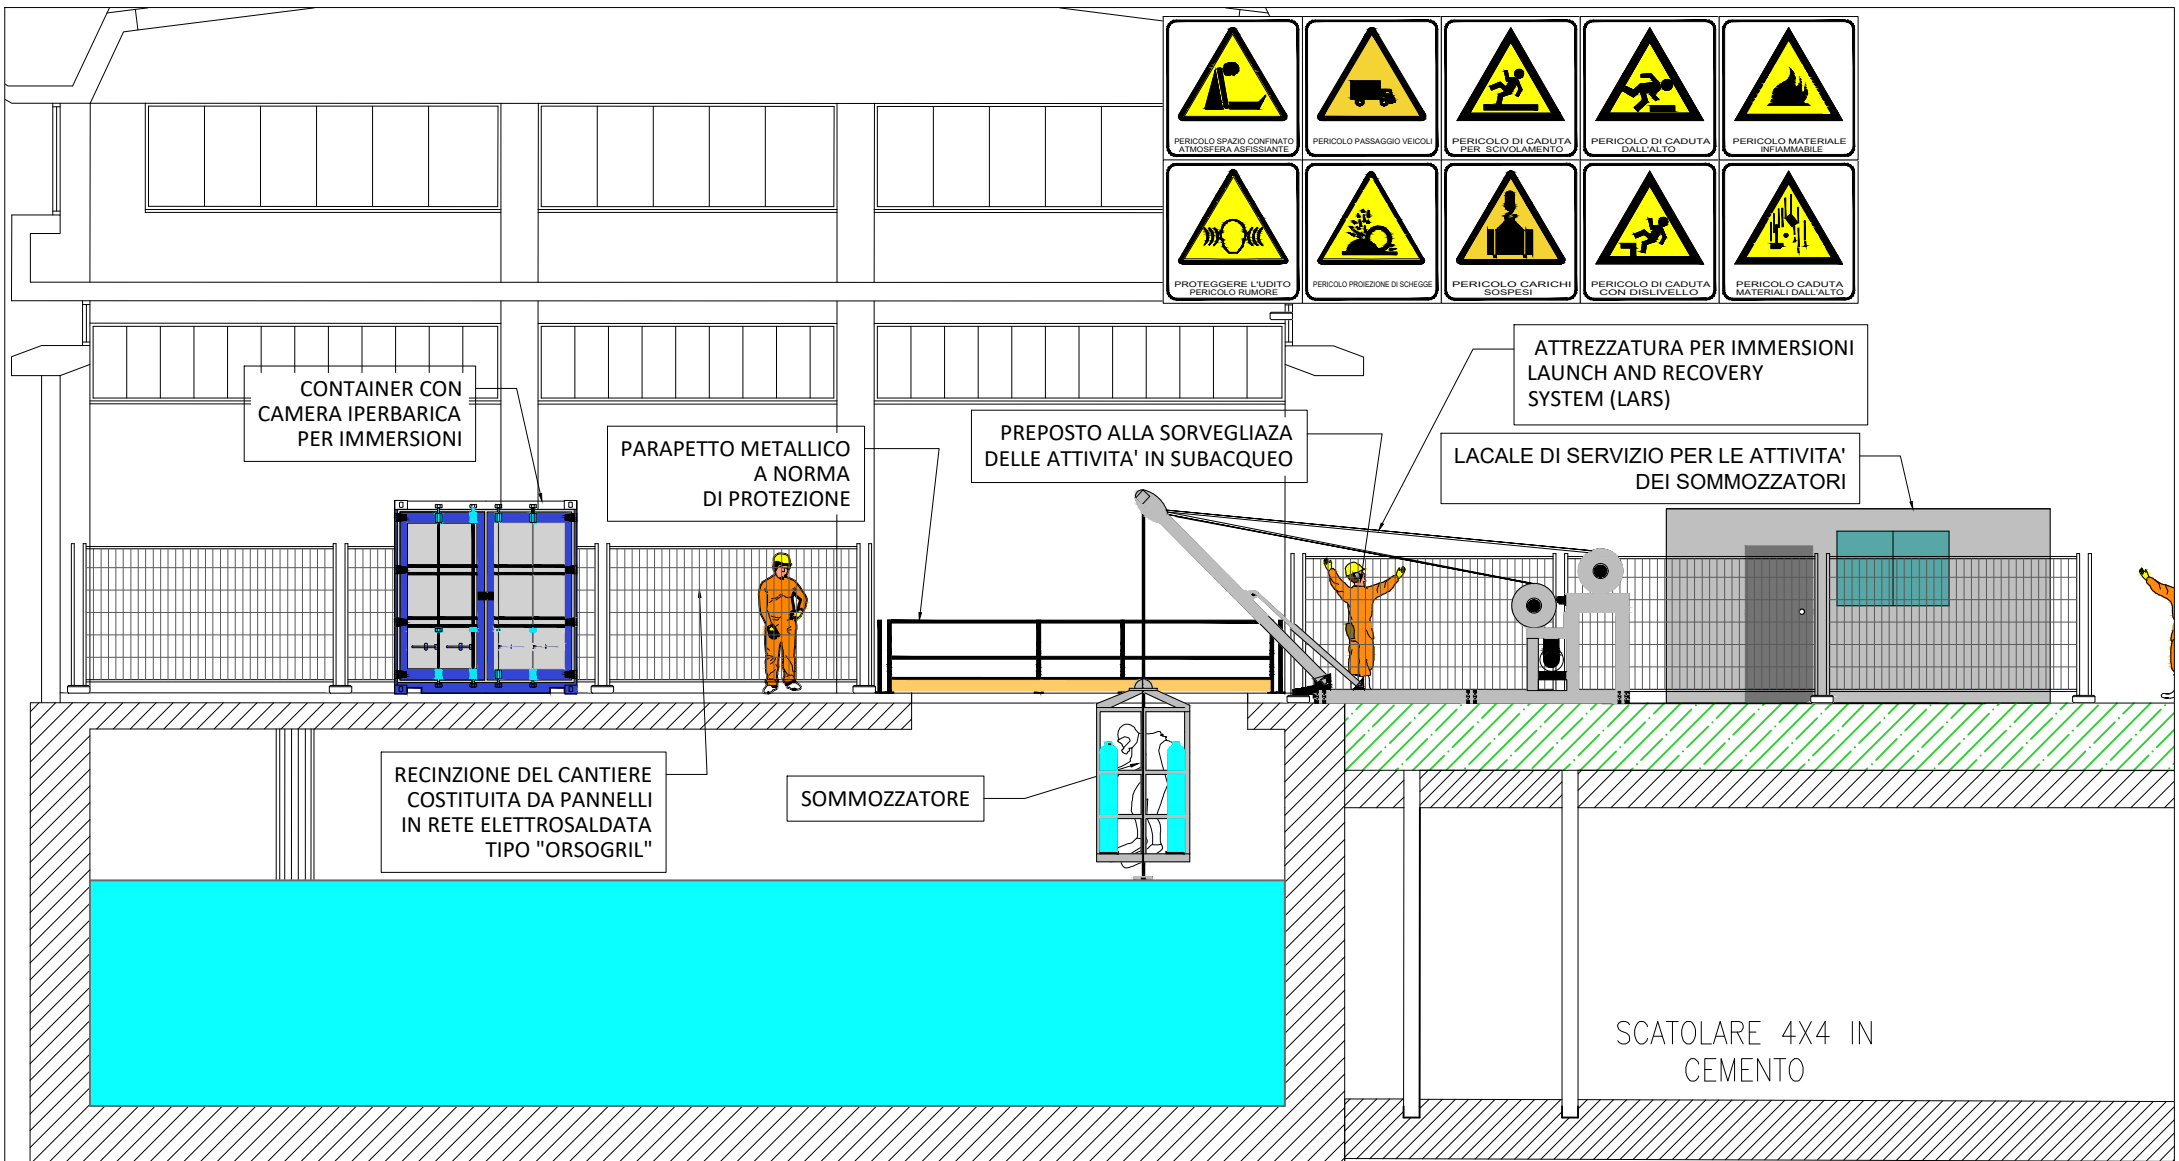 PERICOLO SPAZIO CONFINATO
ATMOSFERA ASFISSIANTE
PERICOLO PASSAGGIO VEICOLI
PERICOLO DI CADUTA
PER SCIVOLAMENTO
PERICOLO DI CADUTA
DALL'ALTO
PERICOLO MATERIALE
INFIAMMABILE
PROTEGGERE L'UDITO
PERICOLO RUMORE
PERICOLO PROIEZIONE DI SCHEGGE
PERICOLO CARICHI
SOSPESI
PERICOLO DI CADUTA
CON DISLIVELLO
PERICOLO CADUTA
MATERIALI DALL'ALTO
ATTREZZATURA PER IMMERSIONI
LAUNCH AND RECOVERY
SYSTEM (LARS)
CONTAINER CON
CAMERA IPERBARICA
PER IMMERSIONI
PARAPETTO METALLICO
A NORMA
DI PROTEZIONE
PREPOSTO ALLA SORVEGLIAZA
DELLE ATTIVITA' IN SUBACQUEO
LACALE DI SERVIZIO PER LE ATTIVITA'
DEI SOMMOZZATORI
RECINZIONE DEL CANTIERE
COSTITUITA DA PANNELLI
IN RETE ELETTROSALDATA
TIPO "ORSOGRIL"
SOMMOZZATORE
SCATOLARE 4X4 IN
CEMENTO